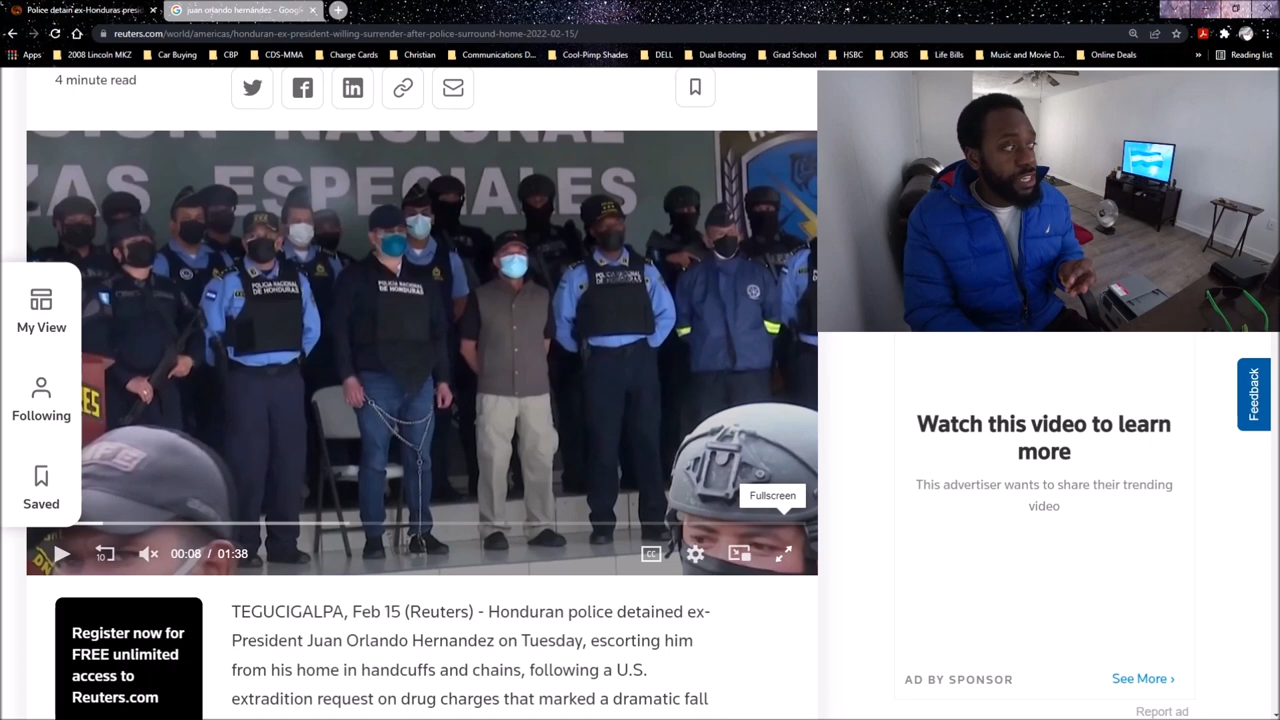 Police detain ex-Honduras presi
juan orlando hernández - Googl
reuters.com/world/americas/honduran-ex-president-willing-surrender-after-police-surround-home-2022-02-15/
Apps
2008 Lincoln MKZ
Car Buying
CBP
CDS-MMA
Charge Cards
Christian
Communications D...
Cool-Pimp Shades
DELL
Dual Booting
Grad School
HSBC
JOBS
Life Bills
Music and Movie D...
Online Deals
»
Reading list
4 minute read
NACIONAL
ZAS ESPECIALES
POLICIA NACIONAL
DE HONDURAS
POLICIA NACIONAL
DE HONDURAS
POLICIA NACIONAL
DE HONDURAS
My View
Following
Saved
Fullscreen
10
00:08 / 01:38
CC
Register now for
FREE unlimited
access to
Reuters.com
TEGUCIGALPA, Feb 15 (Reuters) - Honduran police detained ex-
President Juan Orlando Hernandez on Tuesday, escorting him
from his home in handcuffs and chains, following a U.S.
extradition request on drug charges that marked a dramatic fall
Watch this video to learn
more
This advertiser wants to share their trending
video
AD BY SPONSOR
See More ›
Report ad
Feedback